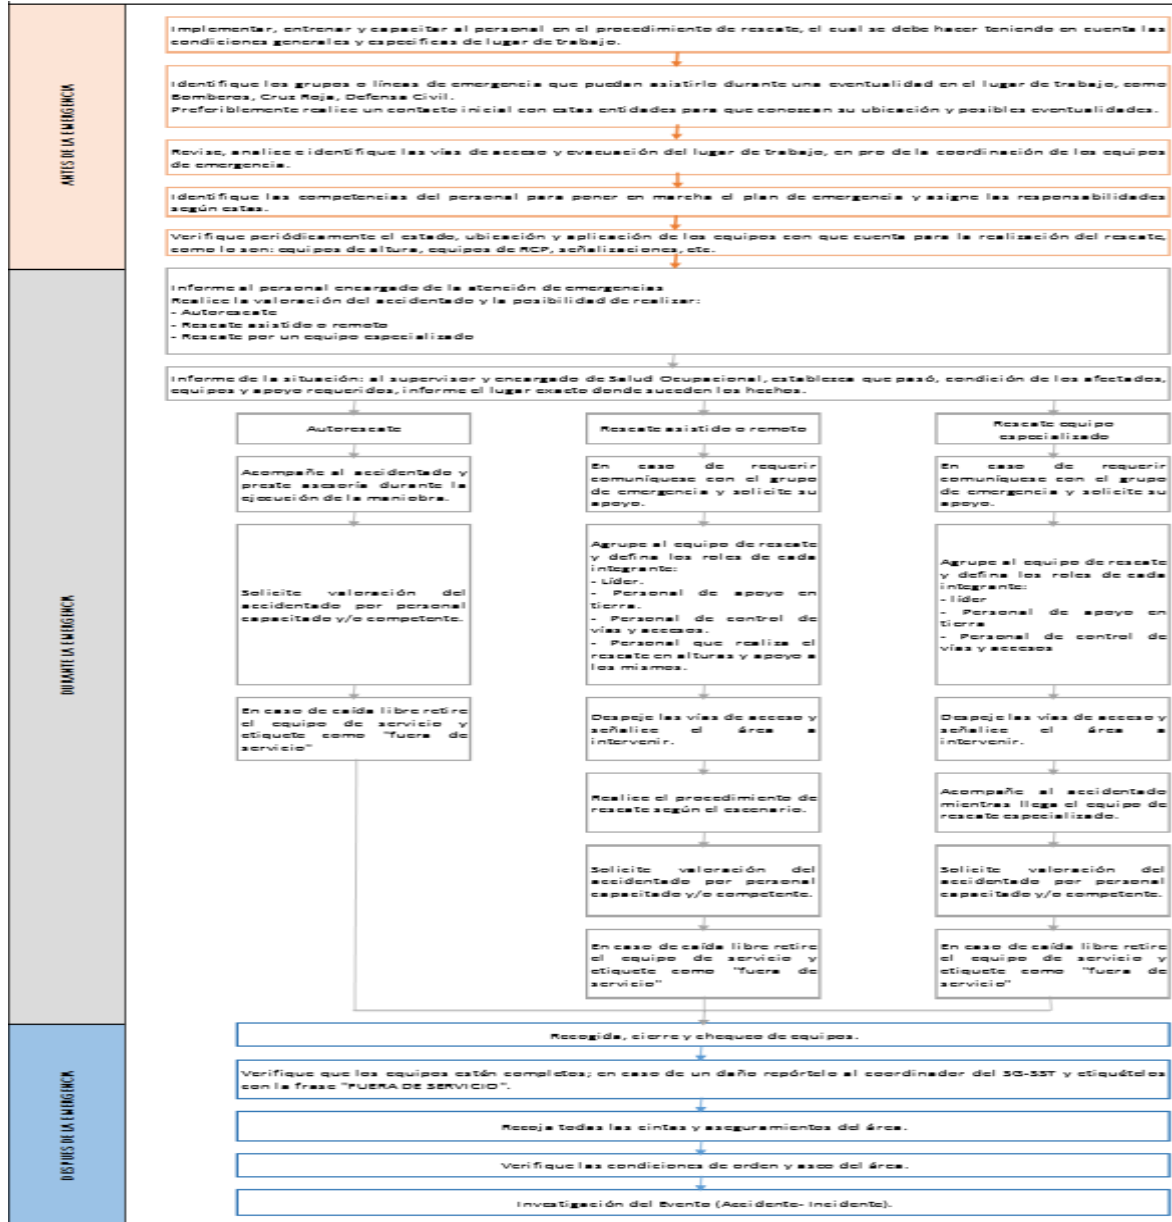 ANTES DE LA EMERGENCIA
Implementar, entrenar y capacitar al personal en el procedimiento de rescate, el cual se debe hacer teniendo en cuenta las
condiciones generales y especificas de lugar de trabajo.
Identifique los grupos o líneas de emergencia que puedan asistirlo durante una eventualidad en el lugar de trabajo, como
Bomberos, Cruz Roja, Defensa Civil.
Preferiblemente realice un contacto inicial con estas entidades para que conozcan su ubicación y posibles eventualidades.
Revise, analice e identifique las vías de acceso y evacuación del lugar de trabajo, en pro de la coordinación de los equipos
de emergencia.
Identifique las competencias del personal para poner en marcha el plan de emergencia y asigne las responsabilidades
según estas.
Verifique periódicamente el estado, ubicación y aplicación de los equipos con que cuenta para la realización del rescate,
como lo son: equipos de altura, equipos de RCP, señalizaciones, etc.
DURANTE LA EMERGENCIA
Informe al personal encargado de la atención de emergencias
Realice la valoración del accidentado y la posibilidad de realizar:
- Autorescate
- Rescate asistido o remoto
- Rescate por un equipo especializado
Informe de la situación: al supervisor y encargado de Salud Ocupacional, establezca que pasó, condición de los afectados,
equipos y apoyo requeridos, informe el lugar exacto donde suceden los hechos.
Autorescate
Acompañe al accidentado y
preste asesoría durante la
ejecución de la maniobra.
Solicite valoración del
accidentado por personal
capacitado y/o competente.
En caso de caída libre retire
el equipo de servicio y
etiquete como "fuera de
servicio"
Rescate asistido o remoto
En caso de requerir
comuníquese con el grupo
de emergencia y solicite su
apoyo.
Agrupe al equipo de rescate
y defina los roles de cada
integrante:
- Líder.
- Personal de apoyo en
tierra.
- Personal de control de
vías y accesos.
- Personal que realiza el
rescate en alturas y apoyo a
los mismos.
Despeje las vías de acceso y
señalice el área a
intervenir.
Realice el procedimiento de
rescate según el escenario.
Solicite valoración del
accidentado por personal
capacitado y/o competente.
En caso de caída libre retire
el equipo de servicio y
etiquete como "fuera de
servicio"
Rescate equipo
especializado
En caso de requerir
comuníquese con el grupo
de emergencia y solicite su
apoyo.
Agrupe al equipo de rescate
y defina los roles de cada
integrante:
- líder
- Personal de apoyo en
tierra
- Personal de control de
vías y accesos
Despeje las vías de acceso y
señalice el área a
intervenir.
Acompañe al accidentado
mientras llega el equipo de
rescate especializado.
Solicite valoración del
accidentado por personal
capacitado y/o competente.
En caso de caída libre retire
el equipo de servicio y
etiquete como "fuera de
servicio"
DESPUES DE LA EMERGENCIA
Recogida, cierre y chequeo de equipos.
Verifique que los equipos estén completos; en caso de un daño repórtelo al coordinador del SG-SST y etiquételos
con la frase "FUERA DE SERVICIO".
Recoja todas las cintas y aseguramientos del área.
Verifique las condiciones de orden y aseo del área.
Investigación del Evento (Accidente- Incidente).